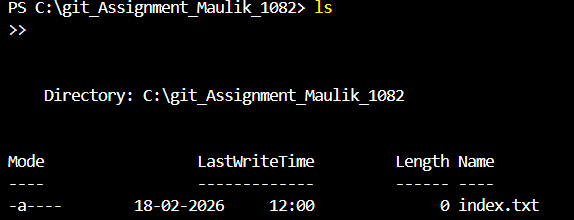 PS C:\git_Assignment_Maulik_1082> ls
>>
Directory: C:\git_Assignment_Maulik_1082
Mode LastWriteTime Length Name
---- ------------- ------ ----
-a---- 18-02-2026 12:00 0 index.txt